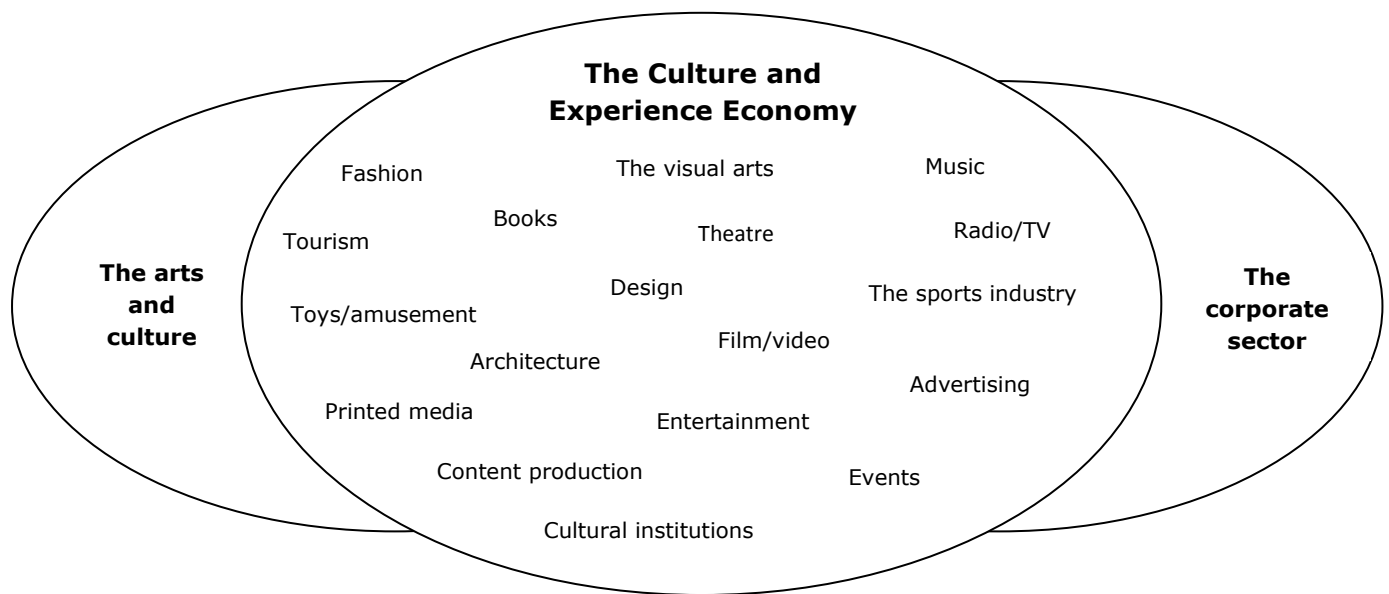 The Culture and
Experience Economy
Fashion
The visual arts
Music
Books
Tourism
Theatre
Radio/TV
The arts
and
culture
Design
The sports industry
The
corporate
sector
Toys/amusement
Film/video
Architecture
Advertising
Printed media
Entertainment
Content production
Events
Cultural institutions